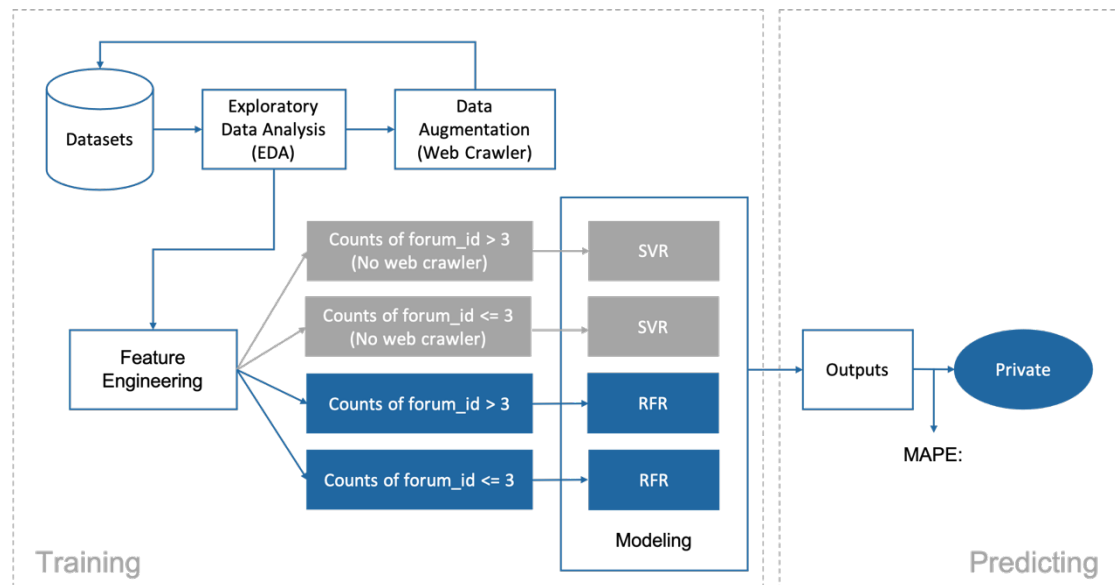 Datasets
Exploratory
Data Analysis
(EDA)
Data
Augmentation
(Web Crawler)
Feature
Engineering
Counts of forum_id > 3
(No web crawler)
SVR
Counts of forum_id <= 3
(No web crawler)
SVR
Counts of forum_id > 3
RFR
Counts of forum_id <= 3
RFR
Modeling
Training
Outputs
Private
MAPE:
Predicting